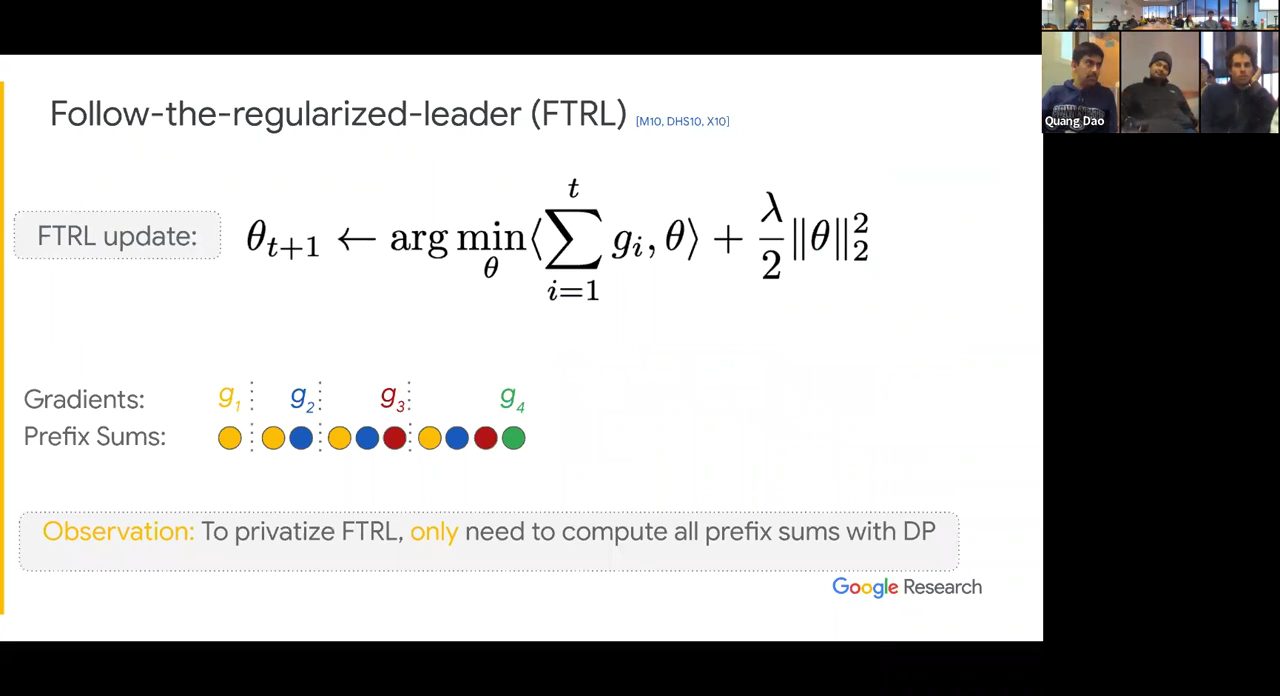 Follow-the-regularized-leader (FTRL) [M10, DHS10, X10]
FTRL update: θ_{t+1} ← arg min_θ ⟨∑_{i=1}^{t} g_i, θ⟩ + λ/2 ‖θ‖_2^2
Gradients: g_1 g_2 g_3 g_4
Prefix Sums:
Observation: To privatize FTRL, only need to compute all prefix sums with DP
Google Research
Quang Dao